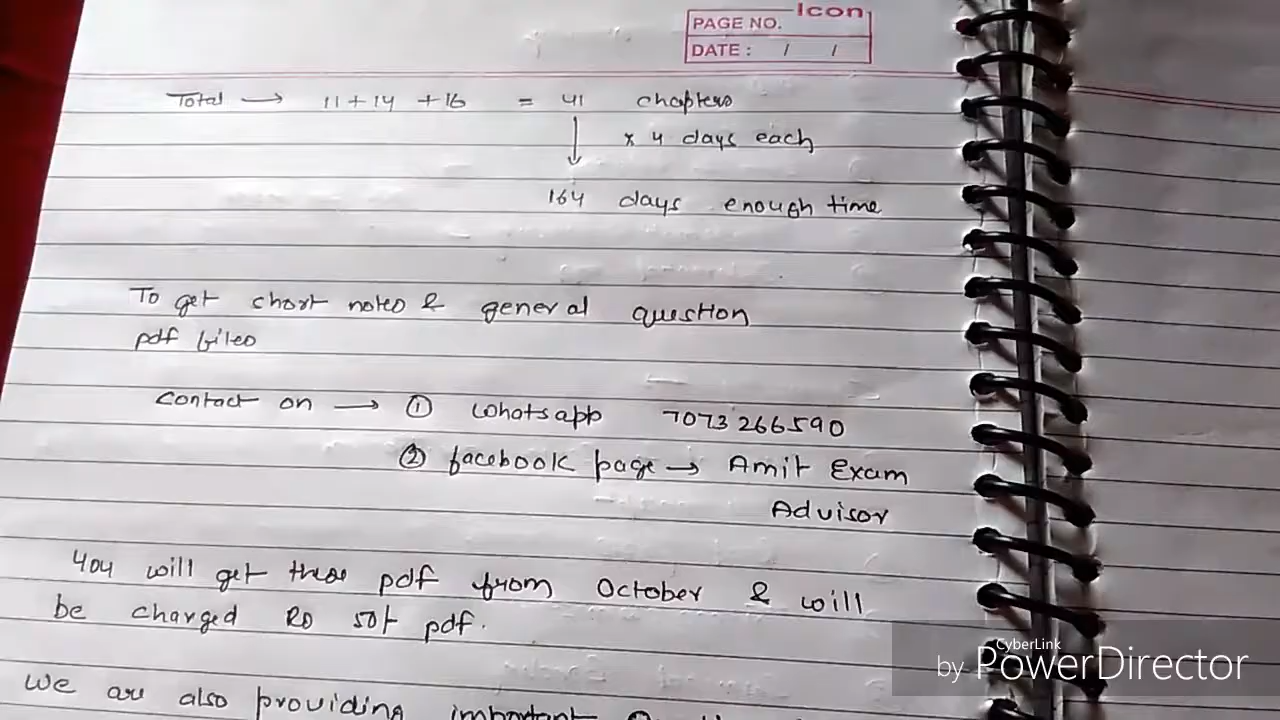 Icon
PAGE NO.
DATE : / /
Total → 11 + 14 + 16 = 41 chapters
↓ x 4 days each
164 days enough time
To get short notes & general question
pdf files
Contact on → ① Whatsapp 7073266590
② facebook page → Amit Exam
Advisor
You will get these pdf from October & will
be charged Rs pdf.
We are also providing important
CyberLink
by PowerDirector